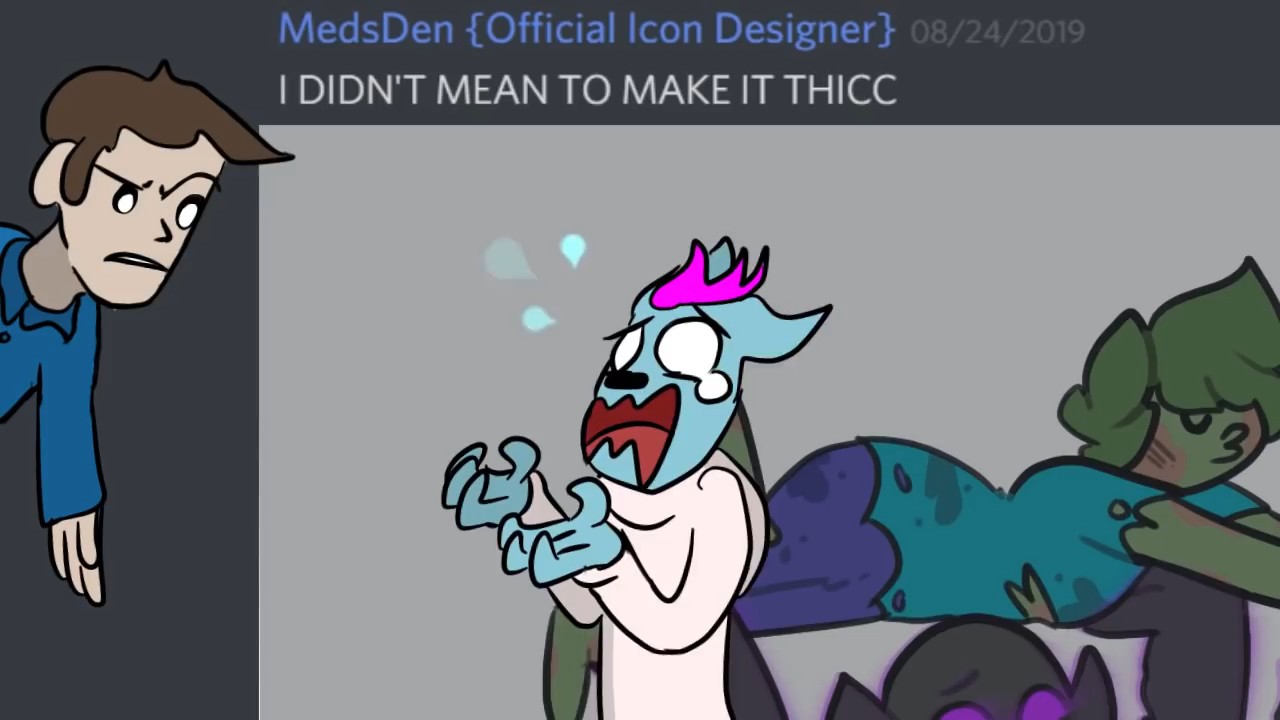 MedsDen {Official Icon Designer} 08/24/2019
I DIDN'T MEAN TO MAKE IT THICC